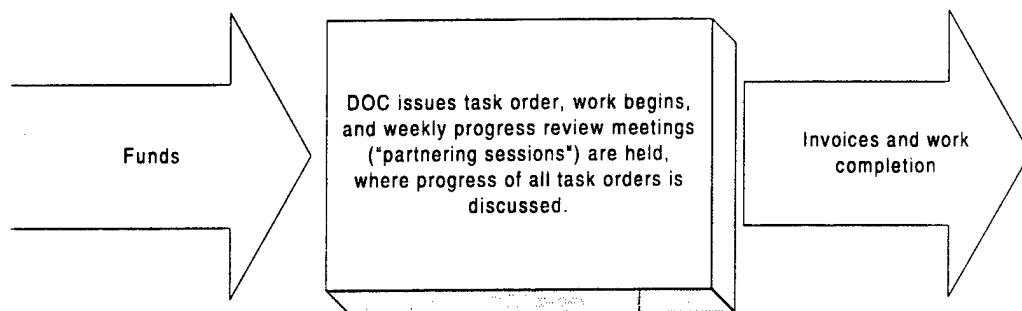 Funds
DOC issues task order, work begins,
and weekly progress review meetings
("partnering sessions") are held,
where progress of all task orders is
discussed.
Invoices and work
completion